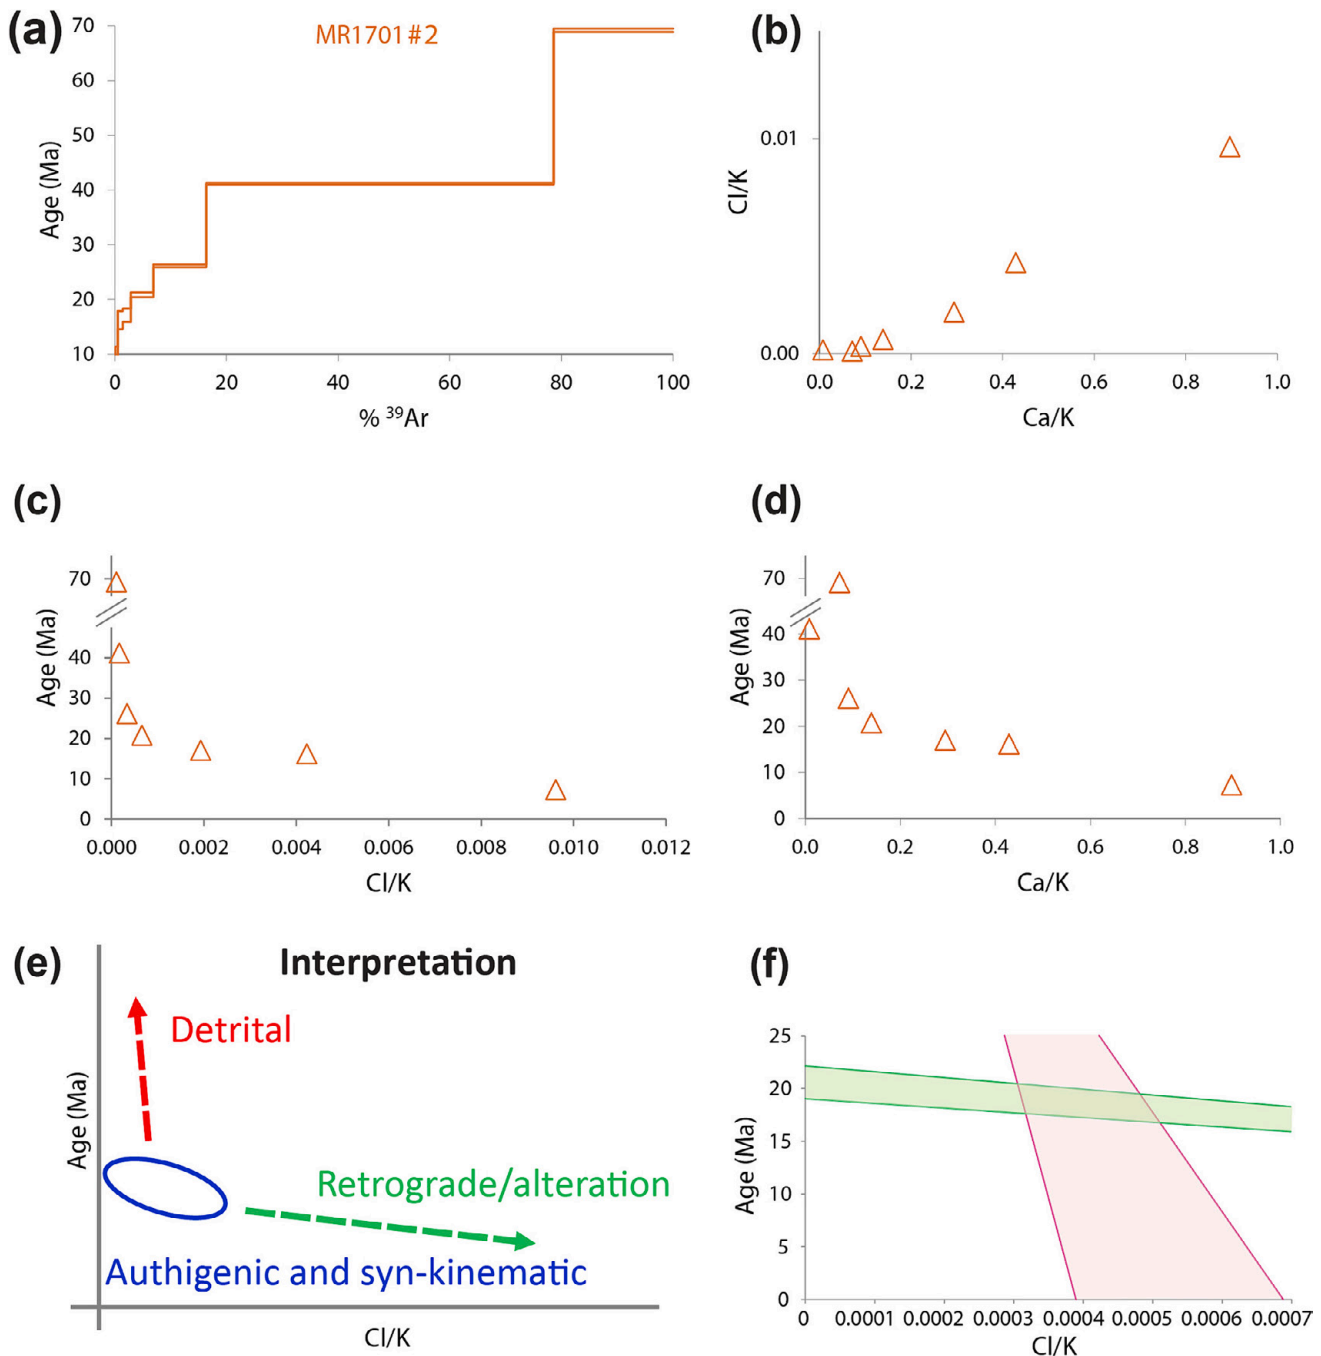 (a)
MR1701 #2
70
60
50
40
30
20
10
Age (Ma)
0
20
40
60
80
100
% ³⁹Ar
(b)
0.01
0.00
Cl/K
0.0
0.2
0.4
0.6
0.8
1.0
Ca/K
(c)
70
40
30
20
10
0
Age (Ma)
0.000
0.002
0.004
0.006
0.008
0.010
0.012
Cl/K
(d)
70
40
30
20
10
0
Age (Ma)
0.0
0.2
0.4
0.6
0.8
1.0
Ca/K
(e)
Interpretation
Detrital
Retrograde/alteration
Authigenic and syn-kinematic
Age (Ma)
Cl/K
(f)
25
20
15
10
5
0
Age (Ma)
0
0.0001
0.0002
0.0003
0.0004
0.0005
0.0006
0.0007
Cl/K